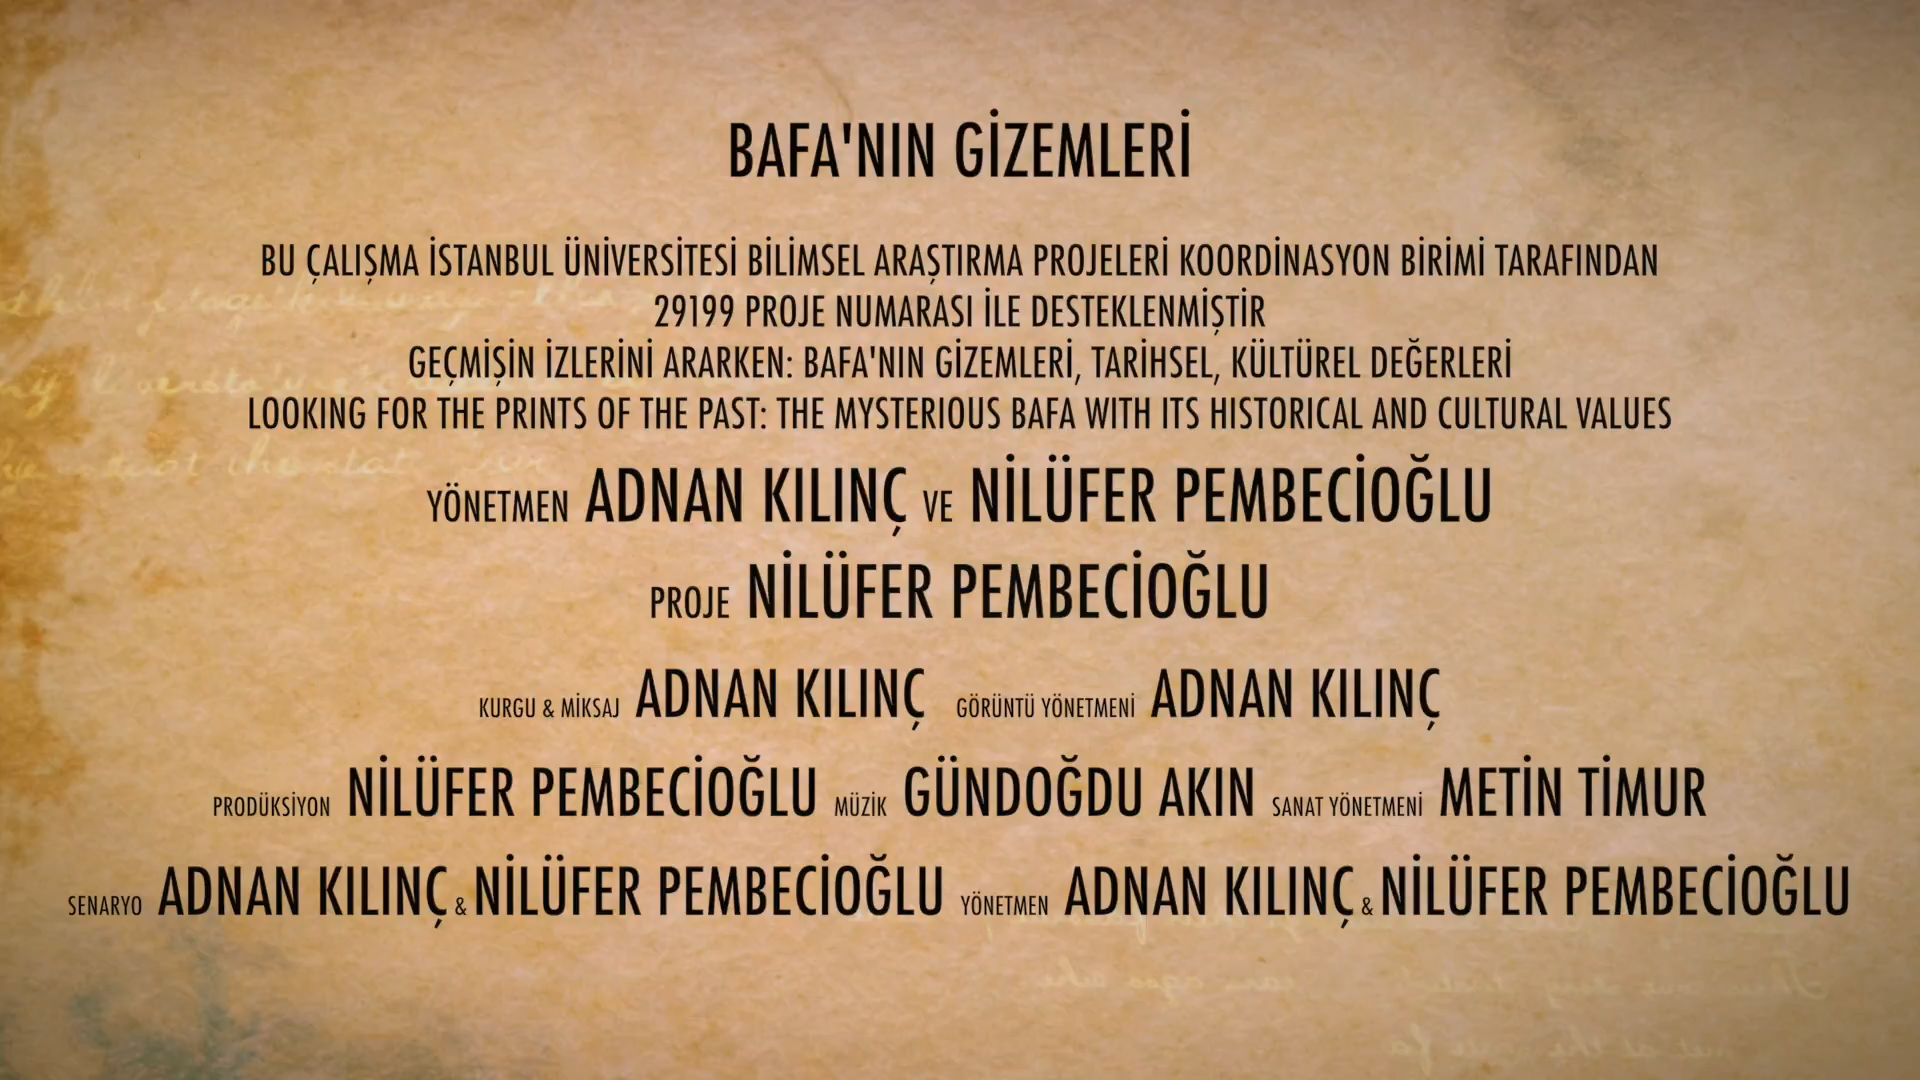 BAFA'NIN GİZEMLERİ
BU ÇALIŞMA İSTANBUL ÜNİVERSİTESİ BİLİMSEL ARAŞTIRMA PROJELERİ KOORDİNASYON BİRİMİ TARAFINDAN
29199 PROJE NUMARASI İLE DESTEKLENMİŞTİR
GEÇMİŞİN İZLERİNİ ARARKEN: BAFA'NIN GİZEMLERİ, TARİHSEL, KÜLTÜREL DEĞERLERİ
LOOKING FOR THE PRINTS OF THE PAST: THE MYSTERIOUS BAFA WITH ITS HISTORICAL AND CULTURAL VALUES
YÖNETMEN ADNAN KILINÇ VE NİLÜFER PEMBECİOĞLU
PROJE NİLÜFER PEMBECİOĞLU
KURGU & MİKSAJ ADNAN KILINÇ GÖRÜNTÜ YÖNETMENİ ADNAN KILINÇ
PRODÜKSİYON NİLÜFER PEMBECİOĞLU MÜZİK GÜNDOĞDU AKIN SANAT YÖNETMENİ METİN TİMUR
SENARYO ADNAN KILINÇ & NİLÜFER PEMBECİOĞLU YÖNETMEN ADNAN KILINÇ & NİLÜFER PEMBECİOĞLU